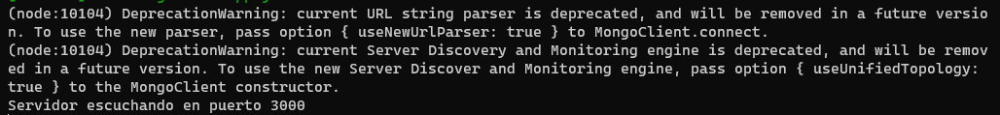 (node:10104) DeprecationWarning: current URL string parser is deprecated, and will be removed in a future versio
n. To use the new parser, pass option { useNewUrlParser: true } to MongoClient.connect.
(node:10104) DeprecationWarning: current Server Discovery and Monitoring engine is deprecated, and will be remov
ed in a future version. To use the new Server Discover and Monitoring engine, pass option { useUnifiedTopology:
true } to the MongoClient constructor.
Servidor escuchando en puerto 3000